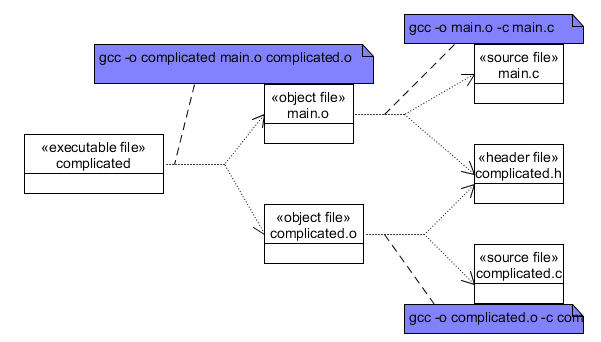 gcc -o main.o -c main.c
gcc -o complicated main.o complicated.o
«source file»
main.c
«object file»
main.o
«executable file»
complicated
«header file»
complicated.h
«object file»
complicated.o
«source file»
complicated.c
gcc -o complicated.o -c com